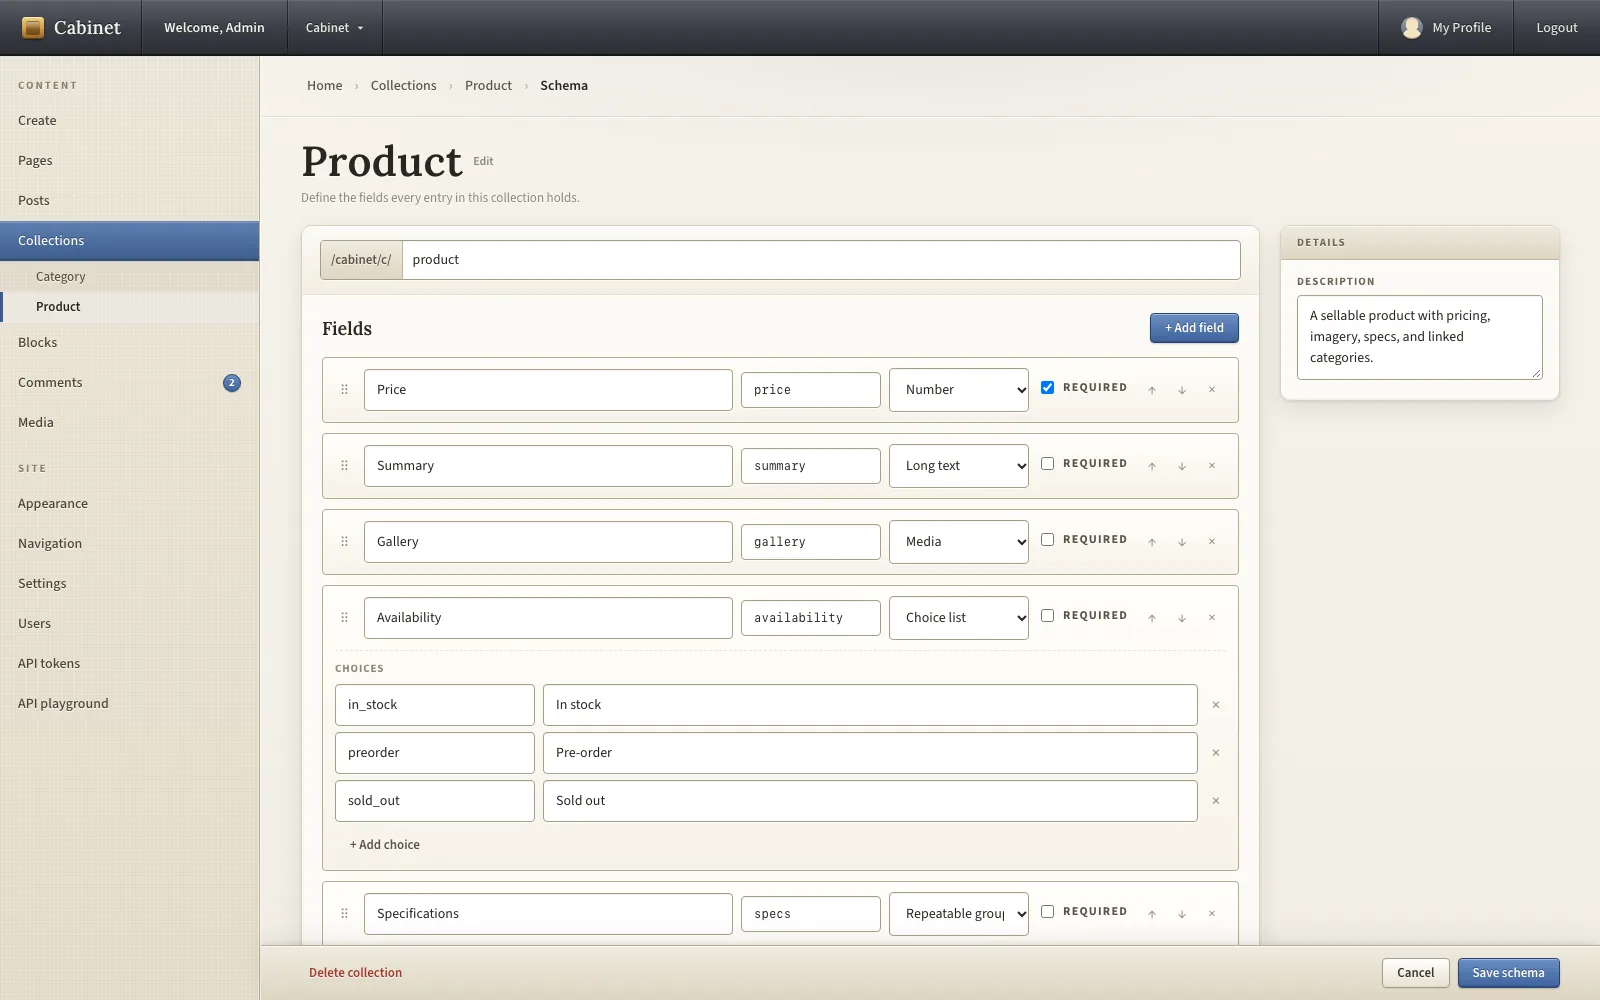 Cabinet
Welcome, Admin
Cabinet
My Profile
Logout
CONTENT
Create
Pages
Posts
Collections
Category
Product
Blocks
Comments
2
Media
SITE
Appearance
Navigation
Settings
Users
API tokens
API playground
Home › Collections › Product › Schema
Product
Edit
Define the fields every entry in this collection holds.
/cabinet/c/ product
Fields
+ Add field
Price price Number REQUIRED ↑ ↓ ×
Summary summary Long text REQUIRED ↑ ↓ ×
Gallery gallery Media REQUIRED ↑ ↓ ×
Availability availability Choice list REQUIRED ↑ ↓ ×
CHOICES
in_stock In stock ×
preorder Pre-order ×
sold_out Sold out ×
+ Add choice
Specifications specs Repeatable grou REQUIRED ↑ ↓ ×
DETAILS
DESCRIPTION
A sellable product with pricing,
imagery, specs, and linked
categories.
Delete collection
Cancel
Save schema